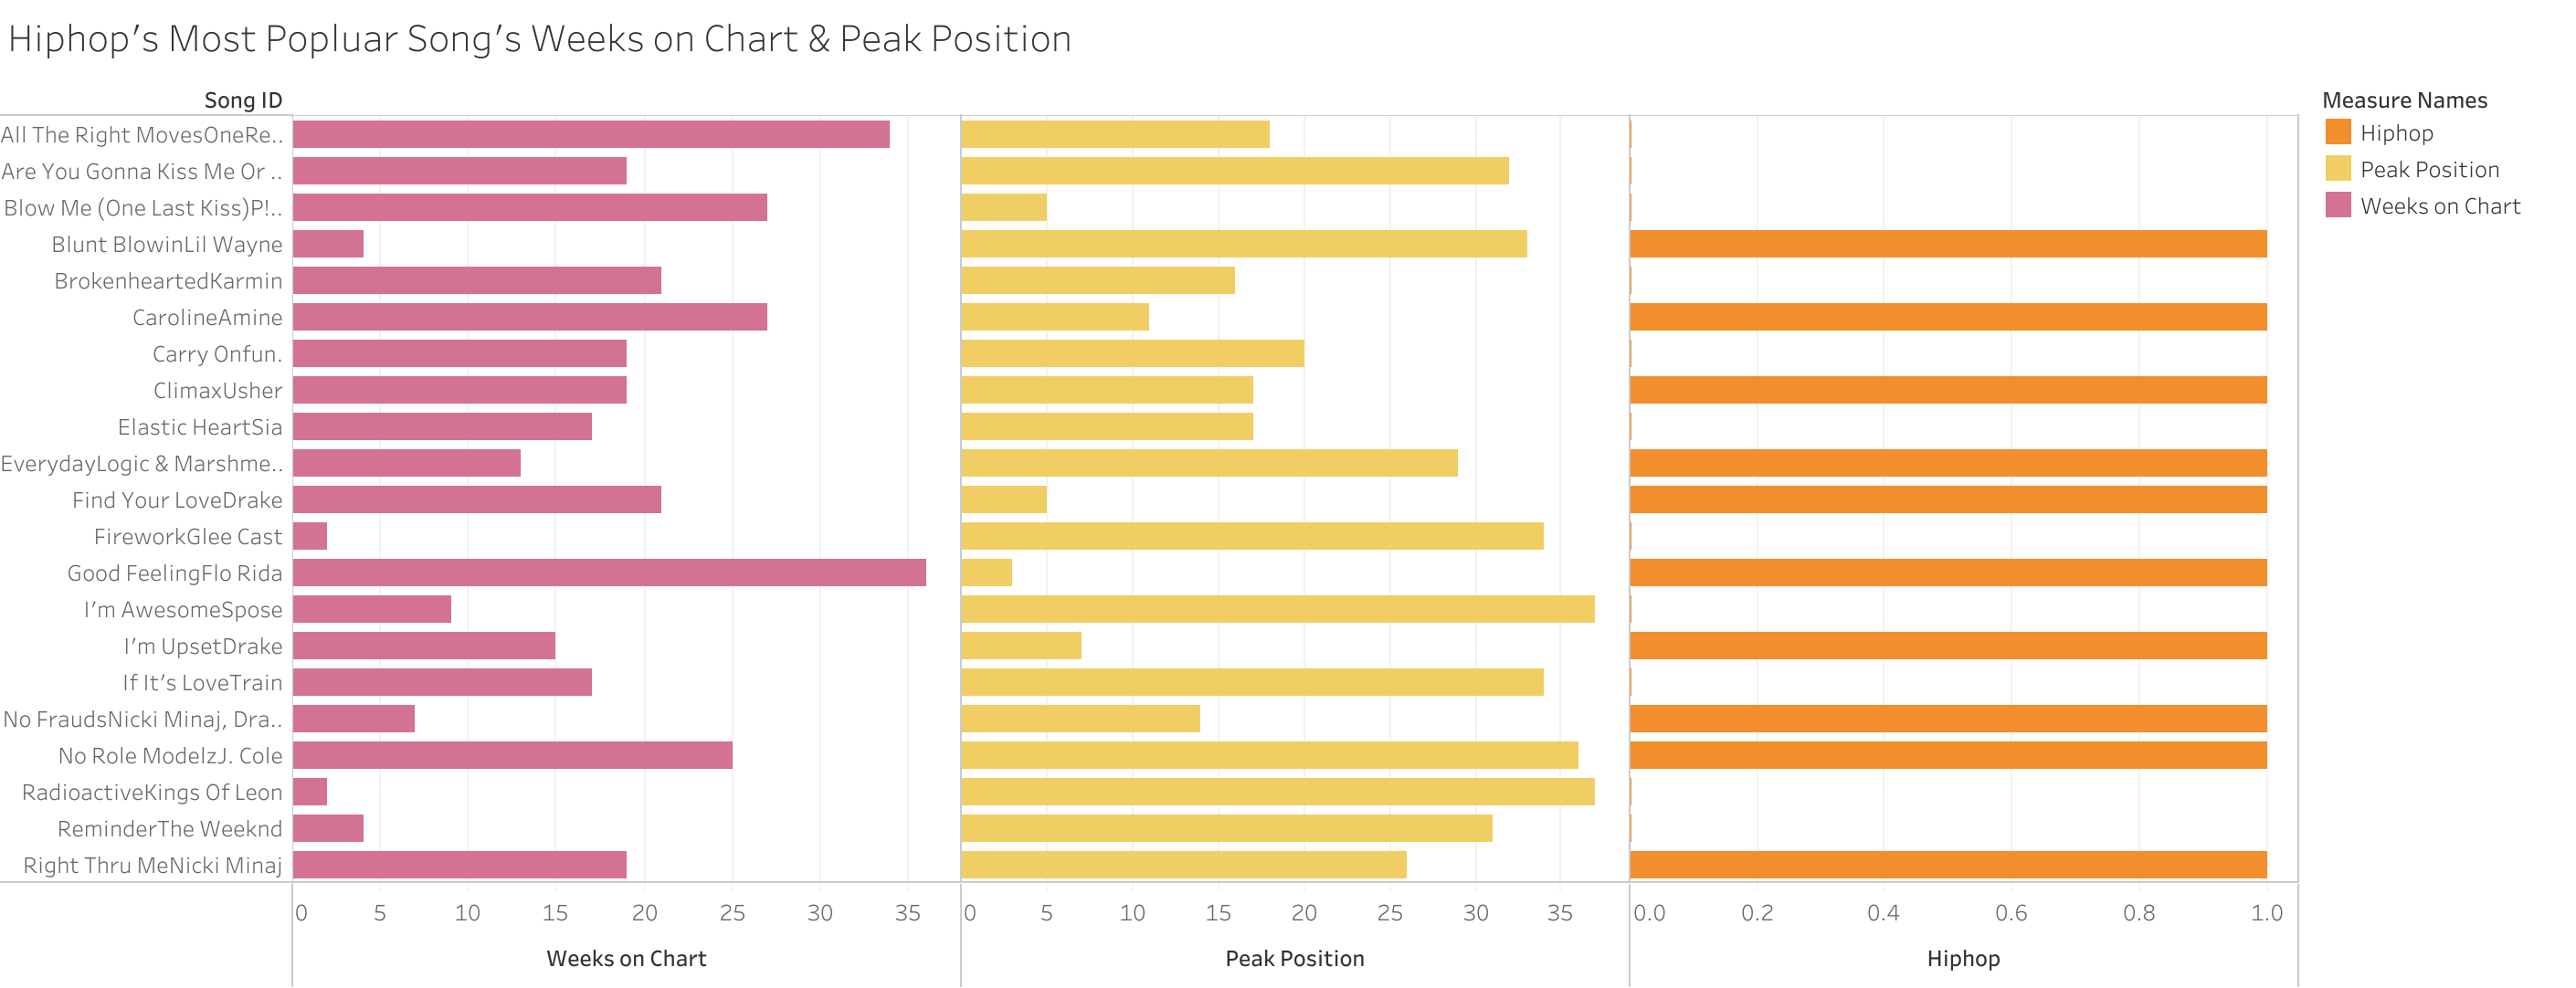 Hiphop's Most Popluar Song's Weeks on Chart & Peak Position
Song ID
All The Right MovesOneRe..
Are You Gonna Kiss Me Or ..
Blow Me (One Last Kiss)P!..
Blunt BlowinLil Wayne
BrokenheartedKarmin
CarolineAmine
Carry Onfun.
ClimaxUsher
Elastic HeartSia
EverydayLogic & Marshme..
Find Your LoveDrake
FireworkGlee Cast
Good FeelingFlo Rida
I'm AwesomeSpose
I'm UpsetDrake
If It's LoveTrain
No FraudsNicki Minaj, Dra..
No Role ModelzJ. Cole
RadioactiveKings Of Leon
ReminderThe Weeknd
Right Thru MeNicki Minaj
0 5 10 15 20 25 30 35
Weeks on Chart
0 5 10 15 20 25 30 35
Peak Position
0.0 0.2 0.4 0.6 0.8 1.0
Hiphop
Measure Names
Hiphop
Peak Position
Weeks on Chart